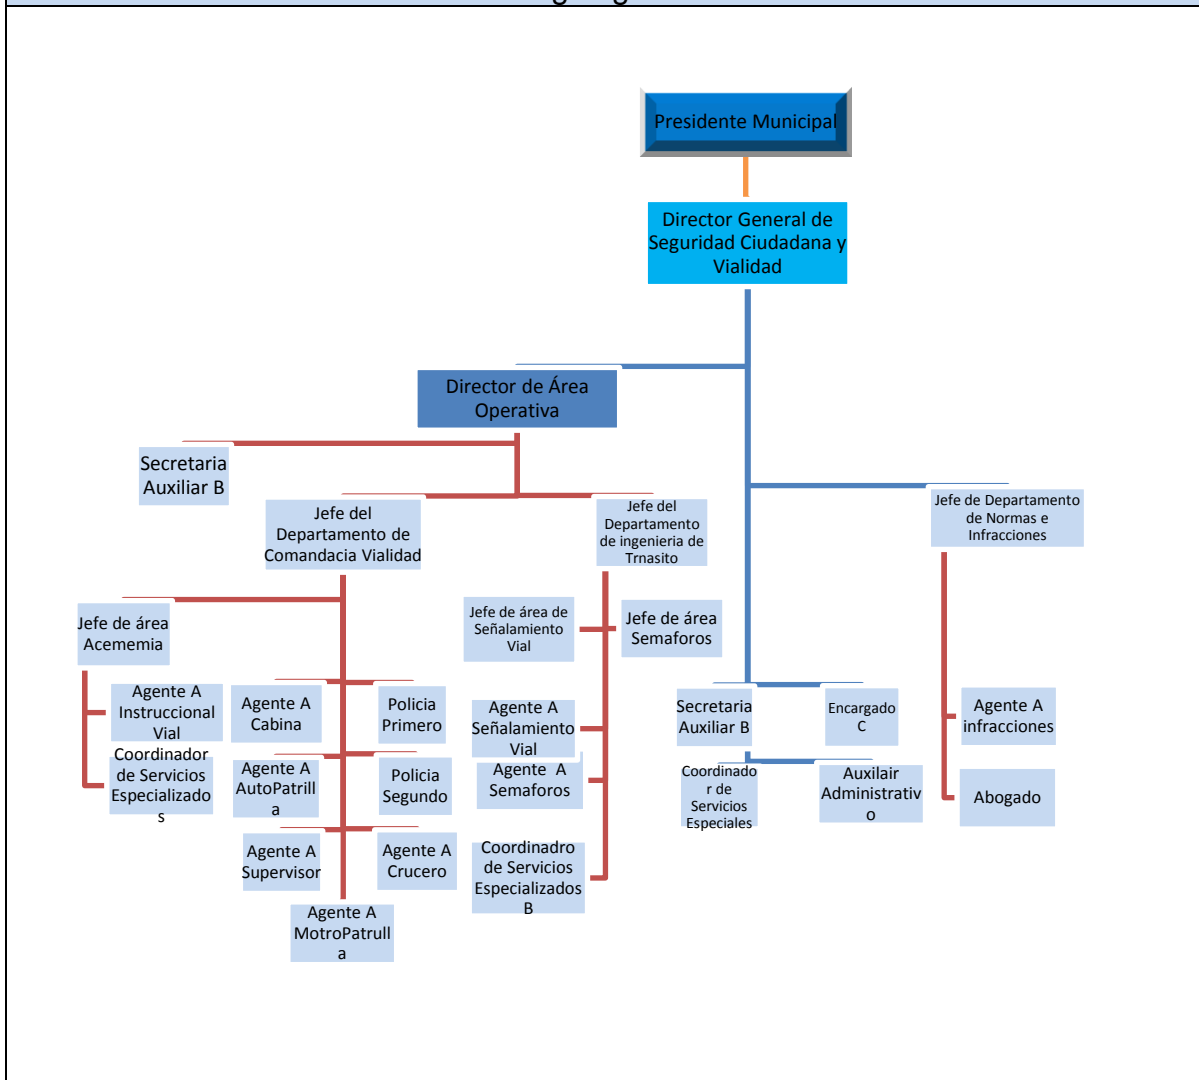 Presidente Municipal
Director General de
Seguridad Ciudadana y
Vialidad
Director de Área
Operativa
Secretaria
Auxiliar B
Jefe del
Departamento de
Comandacia Vialidad
Jefe del
Departamento
de ingenieria de
Trnasito
Jefe de Departamento
de Normas e
Infracciones
Jefe de área
Acememia
Jefe de área de
Señalamiento
Vial
Jefe de área
Semaforos
Agente A
Instruccional
Vial
Coordinador
de Servicios
Especializado
s
Agente A
Cabina
Policia
Primero
Agente A
AutoPatrill
a
Policia
Segundo
Agente A
Supervisor
Agente A
Crucero
Agente A
MotroPatrull
a
Agente A
Señalamiento
Vial
Agente A
Semaforos
Coordinadro
de Servicios
Especializados
B
Secretaria
Auxiliar B
Encargado
C
Coordinado
r de
Servicios
Especiales
Auxilair
Administrativ
o
Agente A
infracciones
Abogado